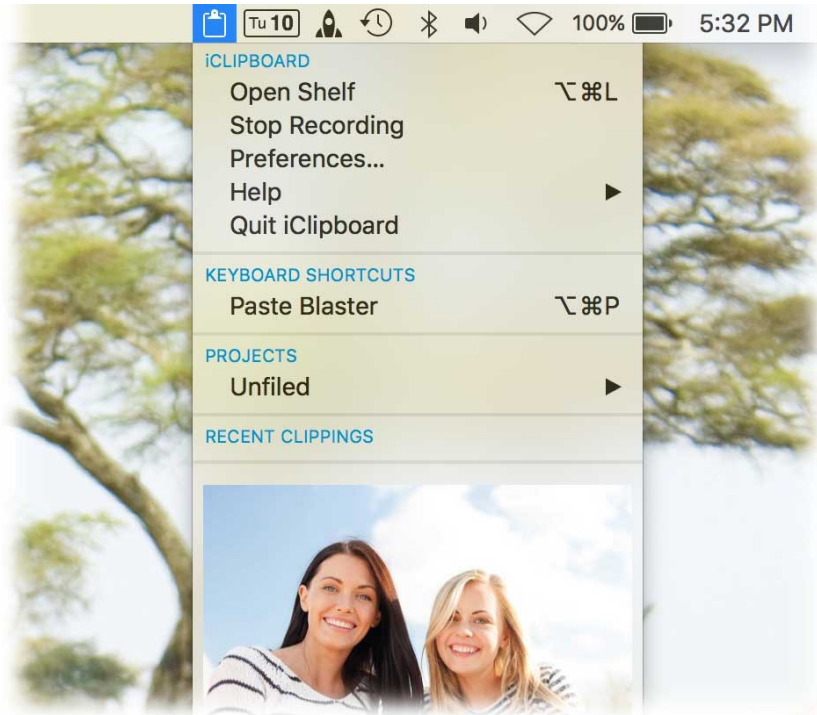 Tu 10 100% 5:32 PM
iCLIPBOARD
Open Shelf ⌥⌘L
Stop Recording
Preferences...
Help ▶
Quit iClipboard
KEYBOARD SHORTCUTS
Paste Blaster ⌥⌘P
PROJECTS
Unfiled ▶
RECENT CLIPPINGS